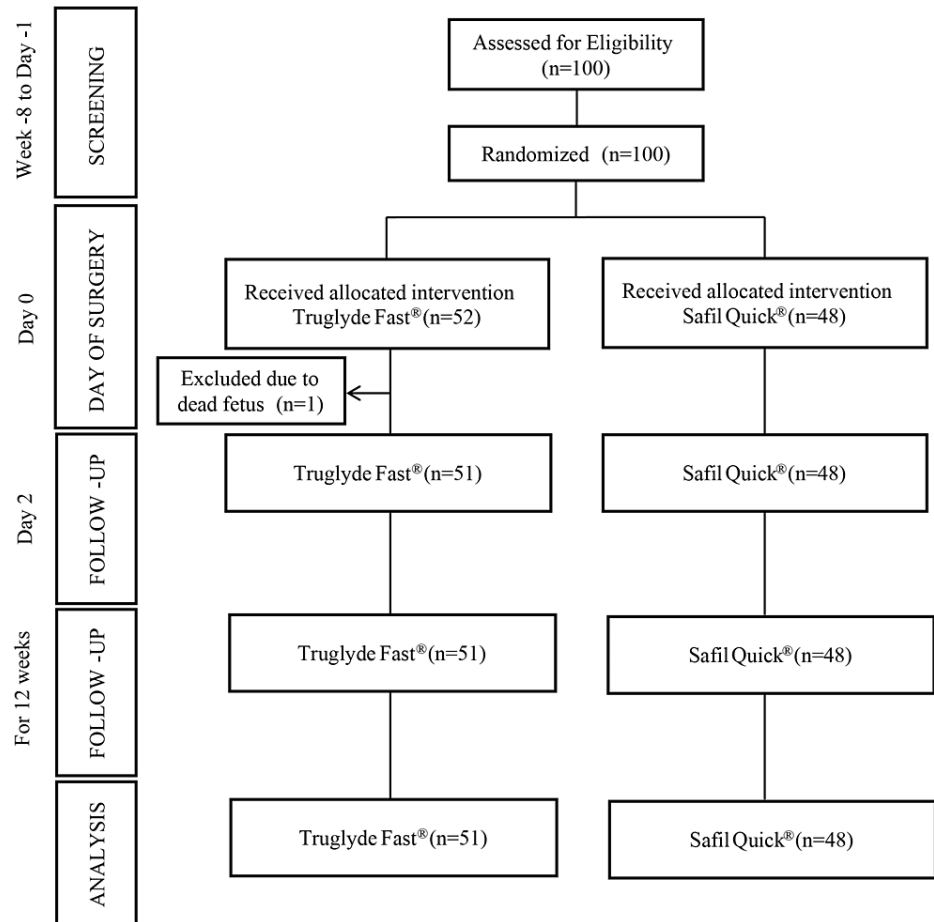 Week -8 to Day -1
SCREENING
Assessed for Eligibility
(n=100)
Randomized (n=100)
Day 0
DAY OF SURGERY
Received allocated intervention
Truglyde Fast®(n=52)
Received allocated intervention
Safil Quick®(n=48)
Excluded due to
dead fetus (n=1)
Day 2
FOLLOW -UP
Truglyde Fast®(n=51)
Safil Quick®(n=48)
For 12 weeks
FOLLOW -UP
Truglyde Fast®(n=51)
Safil Quick®(n=48)
ANALYSIS
Truglyde Fast®(n=51)
Safil Quick®(n=48)